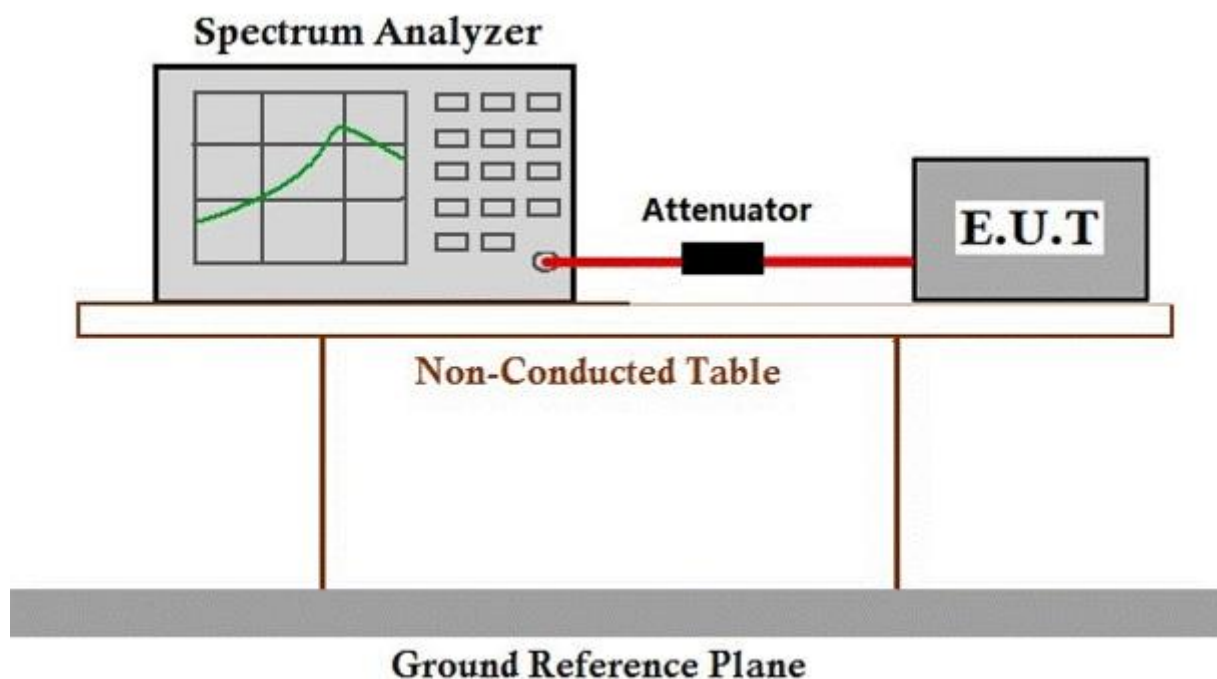 Spectrum Analyzer
Attenuator
E.U.T
Non-Conducted Table
Ground Reference Plane